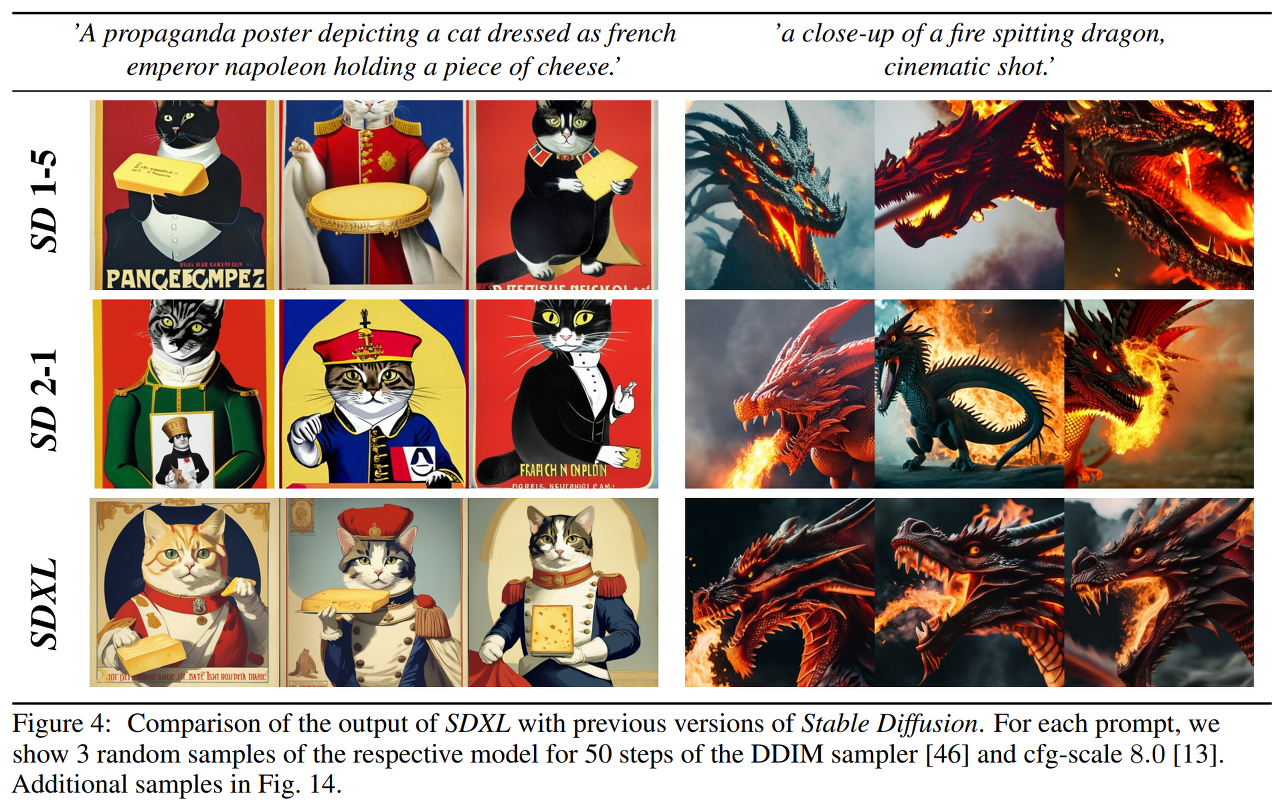 'A propaganda poster depicting a cat dressed as french
emperor napoleon holding a piece of cheese.'
'a close-up of a fire spitting dragon,
cinematic shot.'
SD 1-5
PANGEBCMPEZ
SD 2-1
FRAFICH N CNPLÔN
SDXL
Figure 4: Comparison of the output of SDXL with previous versions of Stable Diffusion. For each prompt, we
show 3 random samples of the respective model for 50 steps of the DDIM sampler [46] and cfg-scale 8.0 [13].
Additional samples in Fig. 14.